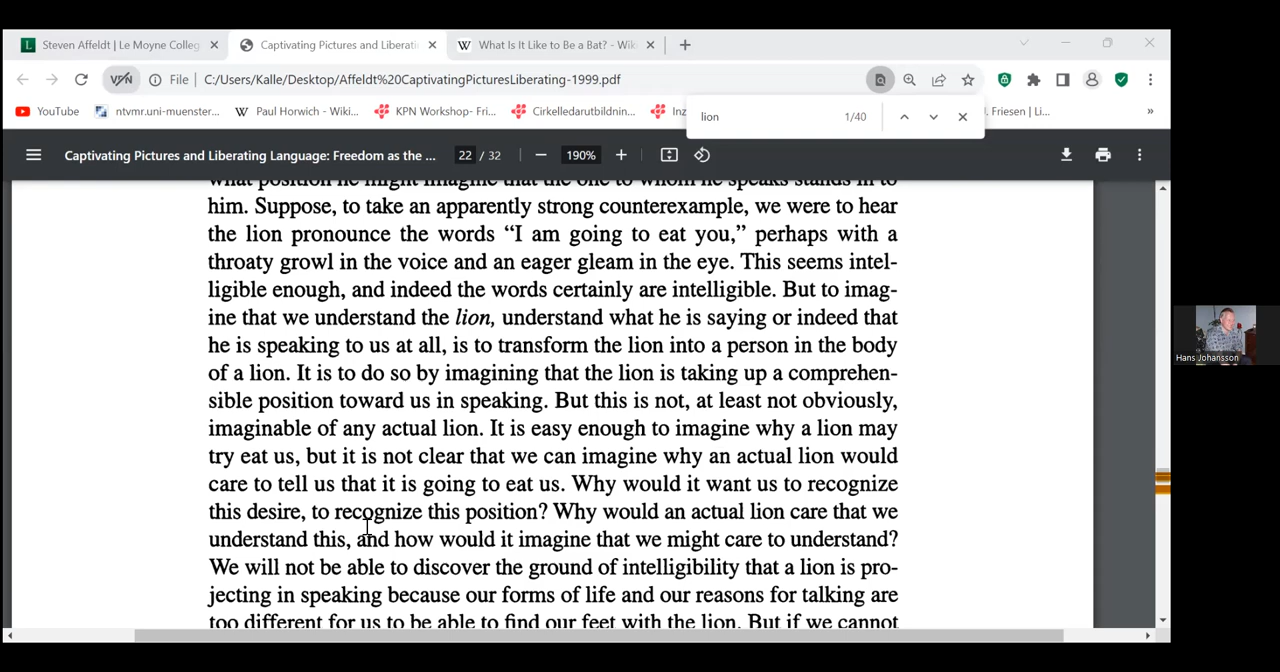 Steven Affeldt | Le Moyne Colleg
Captivating Pictures and Liberati
W What Is It Like to Be a Bat? - Wik
VPN File C:/Users/Kalle/Desktop/Affeldt%20CaptivatingPicturesLiberating-1999.pdf
YouTube ntvmr.uni-muenster... W Paul Horwich - Wiki... KPN Workshop- Fri... Cirkelledarutbildnin... Inz . Friesen | Li... »
lion 1/40
Captivating Pictures and Liberating Language: Freedom as the ... 22 / 32 190%
what position he might imagine that the one to whom he speaks stands in to
him. Suppose, to take an apparently strong counterexample, we were to hear
the lion pronounce the words “I am going to eat you,” perhaps with a
throaty growl in the voice and an eager gleam in the eye. This seems intel-
ligible enough, and indeed the words certainly are intelligible. But to imag-
ine that we understand the lion, understand what he is saying or indeed that
he is speaking to us at all, is to transform the lion into a person in the body
of a lion. It is to do so by imagining that the lion is taking up a comprehen-
sible position toward us in speaking. But this is not, at least not obviously,
imaginable of any actual lion. It is easy enough to imagine why a lion may
try eat us, but it is not clear that we can imagine why an actual lion would
care to tell us that it is going to eat us. Why would it want us to recognize
this desire, to recognize this position? Why would an actual lion care that we
understand this, and how would it imagine that we might care to understand?
We will not be able to discover the ground of intelligibility that a lion is pro-
jecting in speaking because our forms of life and our reasons for talking are
too different for us to be able to find our feet with the lion. But if we cannot
Hans Johansson